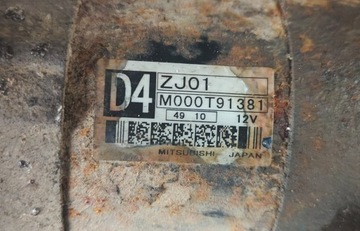 D4 ZJ01
M000T91381
49 10 12V
MITSUBISHI JAPAN